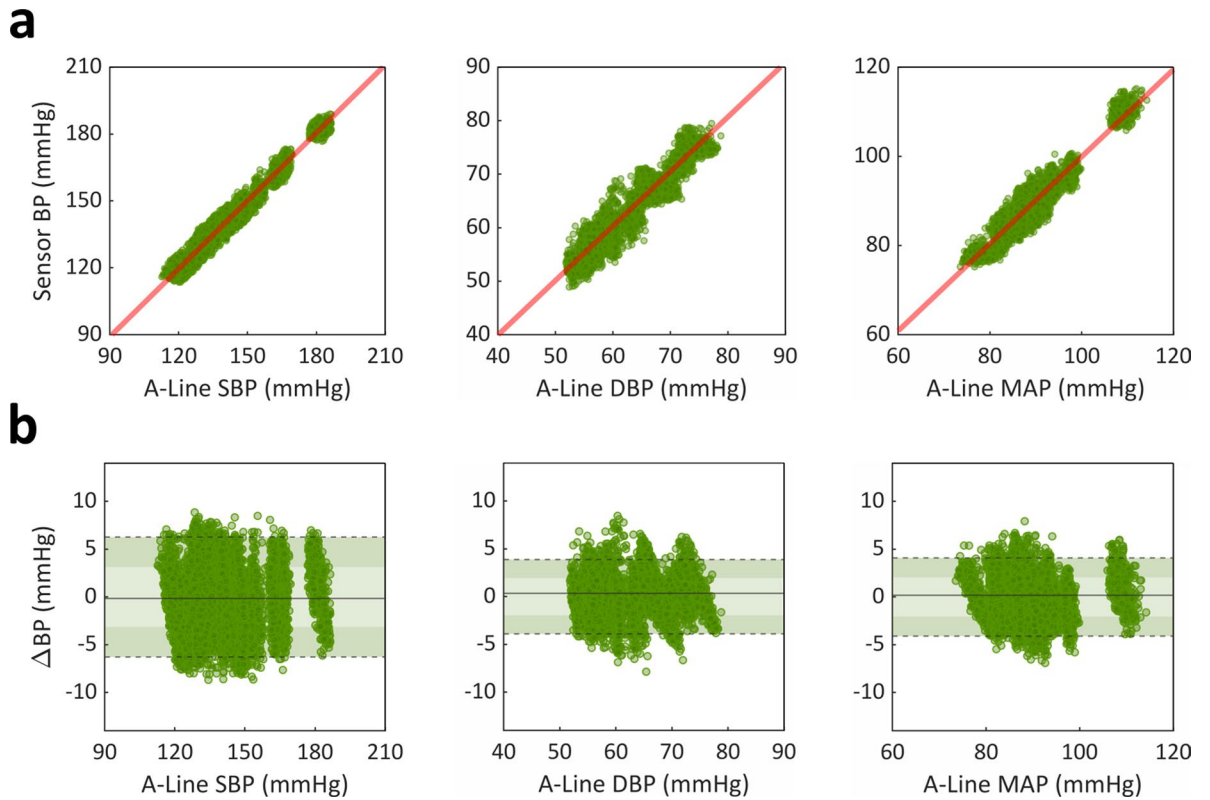 a
210
180
150
120
90
Sensor BP (mmHg)
90 120 150 180 210
A-Line SBP (mmHg)
90
80
70
60
50
40
40 50 60 70 80 90
A-Line DBP (mmHg)
120
100
80
60
60 80 100 120
A-Line MAP (mmHg)
b
10
5
0
-5
-10
ΔBP (mmHg)
90 120 150 180 210
A-Line SBP (mmHg)
10
5
0
-5
-10
40 50 60 70 80 90
A-Line DBP (mmHg)
10
5
0
-5
-10
60 80 100 120
A-Line MAP (mmHg)